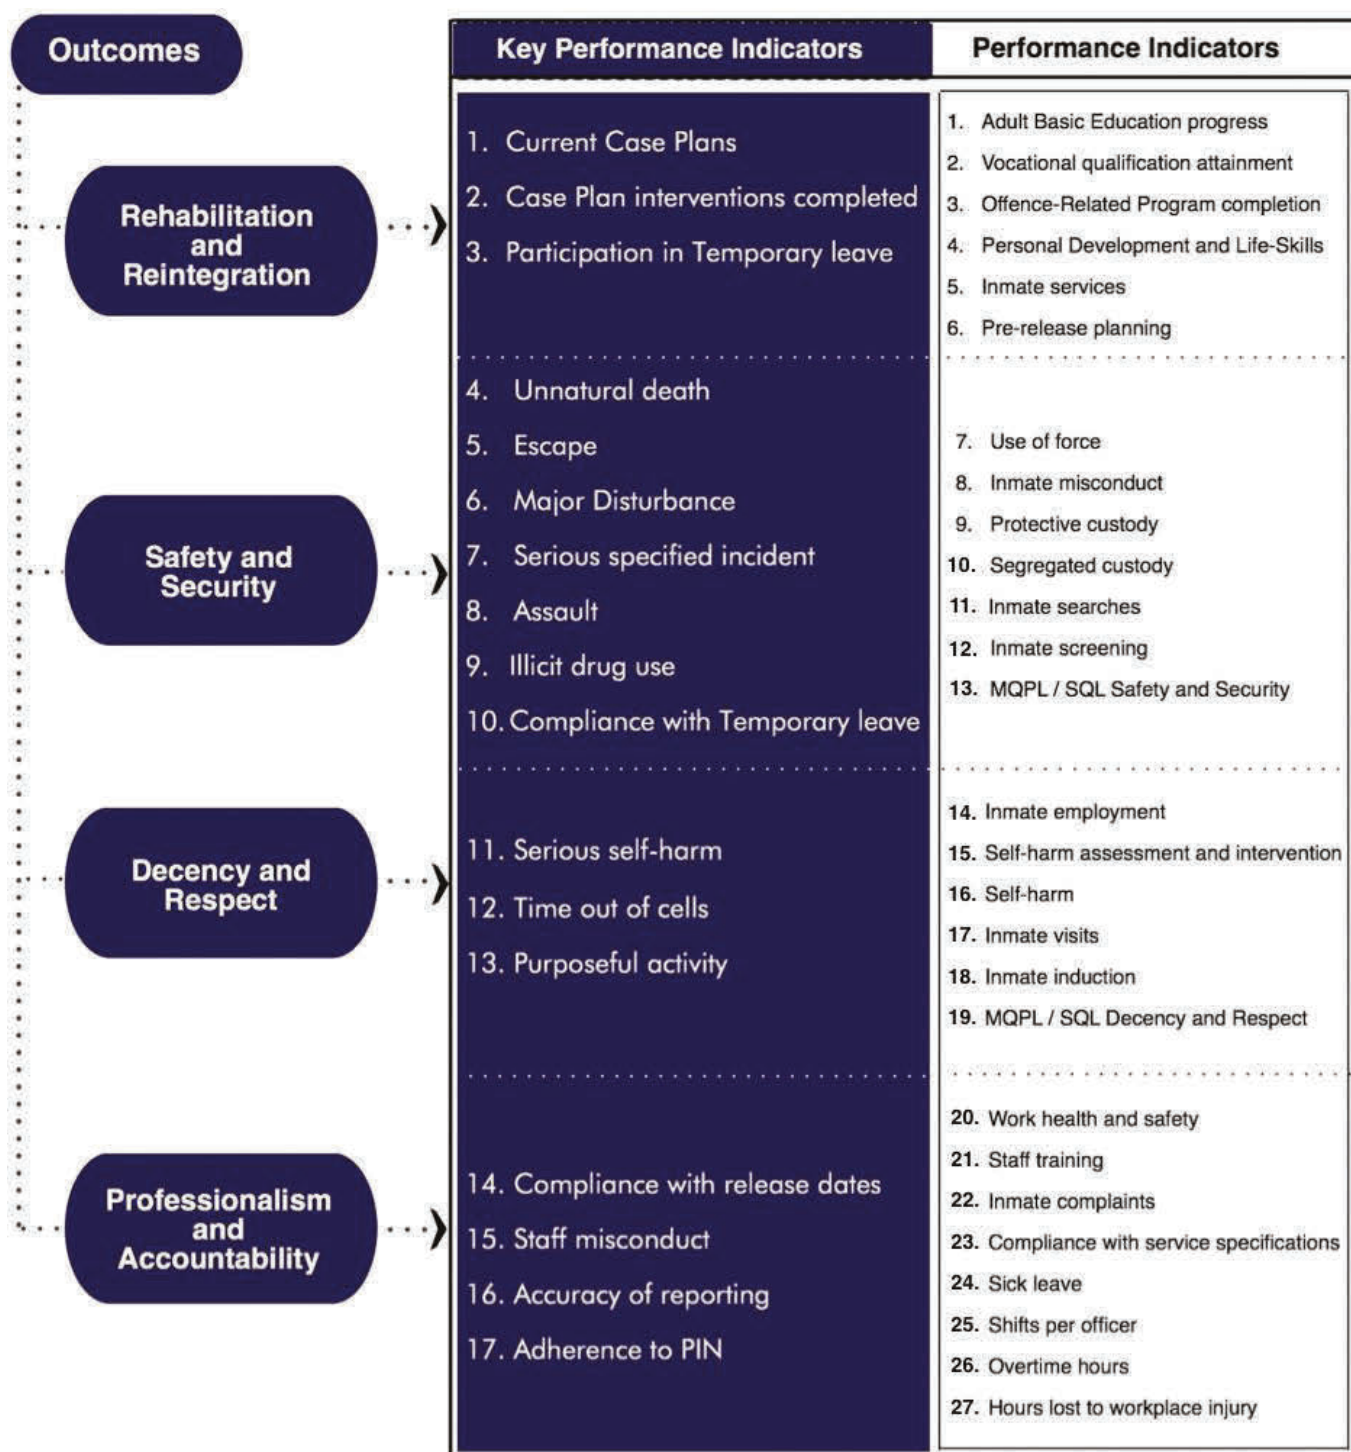 Outcomes
Key Performance Indicators
Performance Indicators
Rehabilitation
and
Reintegration
1. Current Case Plans
2. Case Plan interventions completed
3. Participation in Temporary leave
1. Adult Basic Education progress
2. Vocational qualification attainment
3. Offence-Related Program completion
4. Personal Development and Life-Skills
5. Inmate services
6. Pre-release planning
Safety and
Security
4. Unnatural death
5. Escape
6. Major Disturbance
7. Serious specified incident
8. Assault
9. Illicit drug use
10. Compliance with Temporary leave
7. Use of force
8. Inmate misconduct
9. Protective custody
10. Segregated custody
11. Inmate searches
12. Inmate screening
13. MQPL / SQL Safety and Security
Decency and
Respect
11. Serious self-harm
12. Time out of cells
13. Purposeful activity
14. Inmate employment
15. Self-harm assessment and intervention
16. Self-harm
17. Inmate visits
18. Inmate induction
19. MQPL / SQL Decency and Respect
Professionalism
and
Accountability
14. Compliance with release dates
15. Staff misconduct
16. Accuracy of reporting
17. Adherence to PIN
20. Work health and safety
21. Staff training
22. Inmate complaints
23. Compliance with service specifications
24. Sick leave
25. Shifts per officer
26. Overtime hours
27. Hours lost to workplace injury